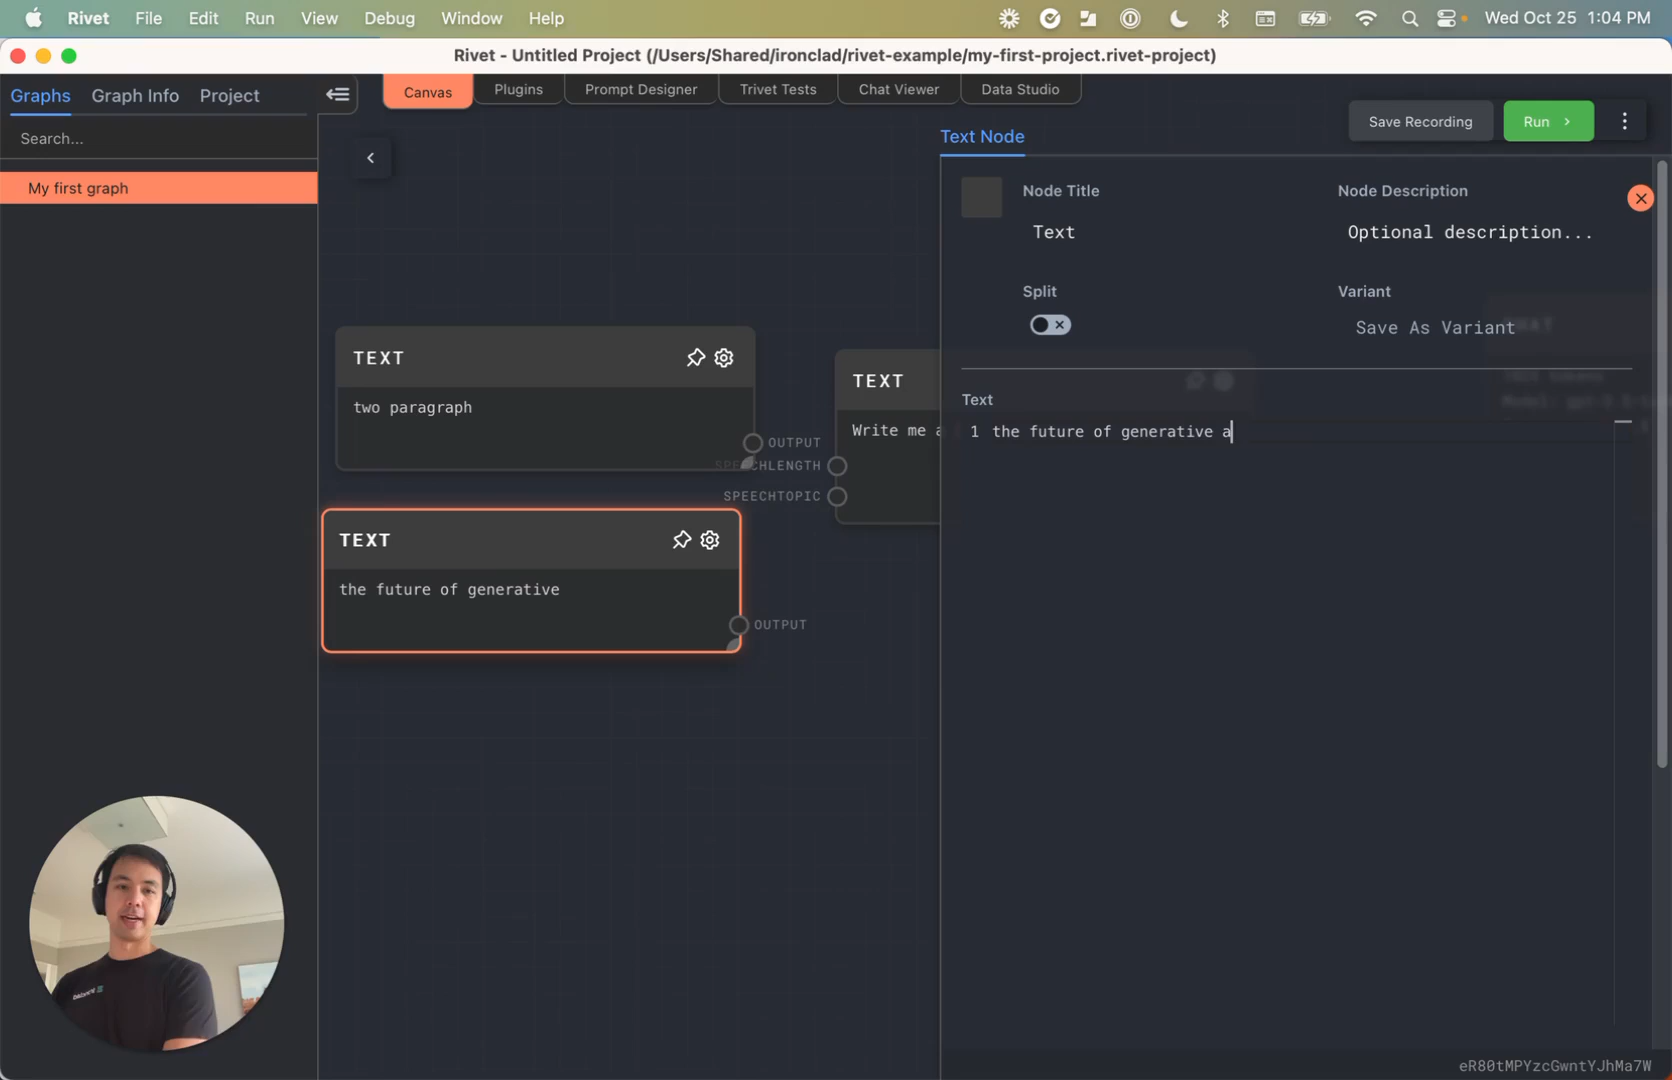 Rivet File Edit Run View Debug Window Help Wed Oct 25 1:04 PM
Rivet - Untitled Project (/Users/Shared/ironclad/rivet-example/my-first-project.rivet-project)
Graphs Graph Info Project
Canvas Plugins Prompt Designer Trivet Tests Chat Viewer Data Studio
Search...
My first graph
Save Recording Run
Text Node
Node Title Node Description
Text Optional description...
Split Variant
Save As Variant
TEXT
two paragraph
OUTPUT
TEXT
Write me a
SPEECHLENGTH
SPEECHTOPIC
Text
1 the future of generative a
TEXT
the future of generative
OUTPUT
eR80tMPYzcGwntYJhMa7W